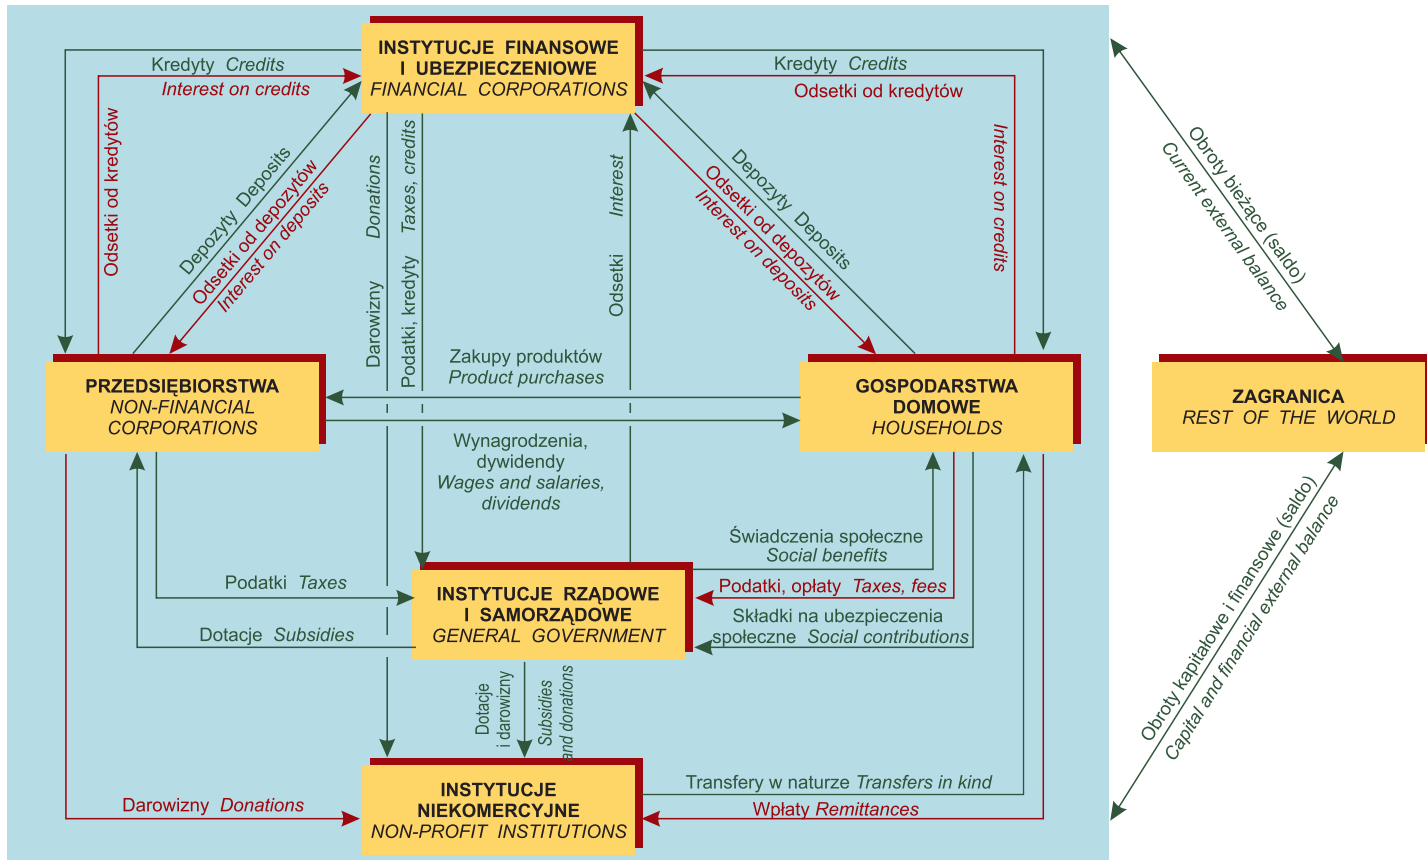 INSTYTUCJE FINANSOWE
I UBEZPIECZENIOWE
FINANCIAL CORPORATIONS
Kredyty Credits
Interest on credits
Kredyty Credits
Odsetki od kredytów
Odsetki od kredytów
Depozyty Deposits
Odsetki od depozytów
Interest on deposits
Darowizny Donations
Podatki, kredyty Taxes, credits
Odsetki Interest
Depozyty Deposits
Odsetki od depozytów
Interest on deposits
Interest on credits
Obroty bieżące (saldo)
Current external balance
PRZEDSIĘBIORSTWA
NON-FINANCIAL
CORPORATIONS
Zakupy produktów
Product purchases
Wynagrodzenia,
dywidendy
Wages and salaries,
dividends
GOSPODARSTWA
DOMOWE
HOUSEHOLDS
ZAGRANICA
REST OF THE WORLD
Podatki Taxes
Dotacje Subsidies
INSTYTUCJE RZĄDOWE
I SAMORZĄDOWE
GENERAL GOVERNMENT
Świadczenia społeczne
Social benefits
Podatki, opłaty Taxes, fees
Składki na ubezpieczenia
społeczne Social contributions
Obroty kapitałowe i finansowe (saldo)
Capital and financial external balance
Dotacje
i darowizny
Subsidies
and donations
INSTYTUCJE
NIEKOMERCYJNE
NON-PROFIT INSTITUTIONS
Darowizny Donations
Transfery w naturze Transfers in kind
Wpłaty Remittances